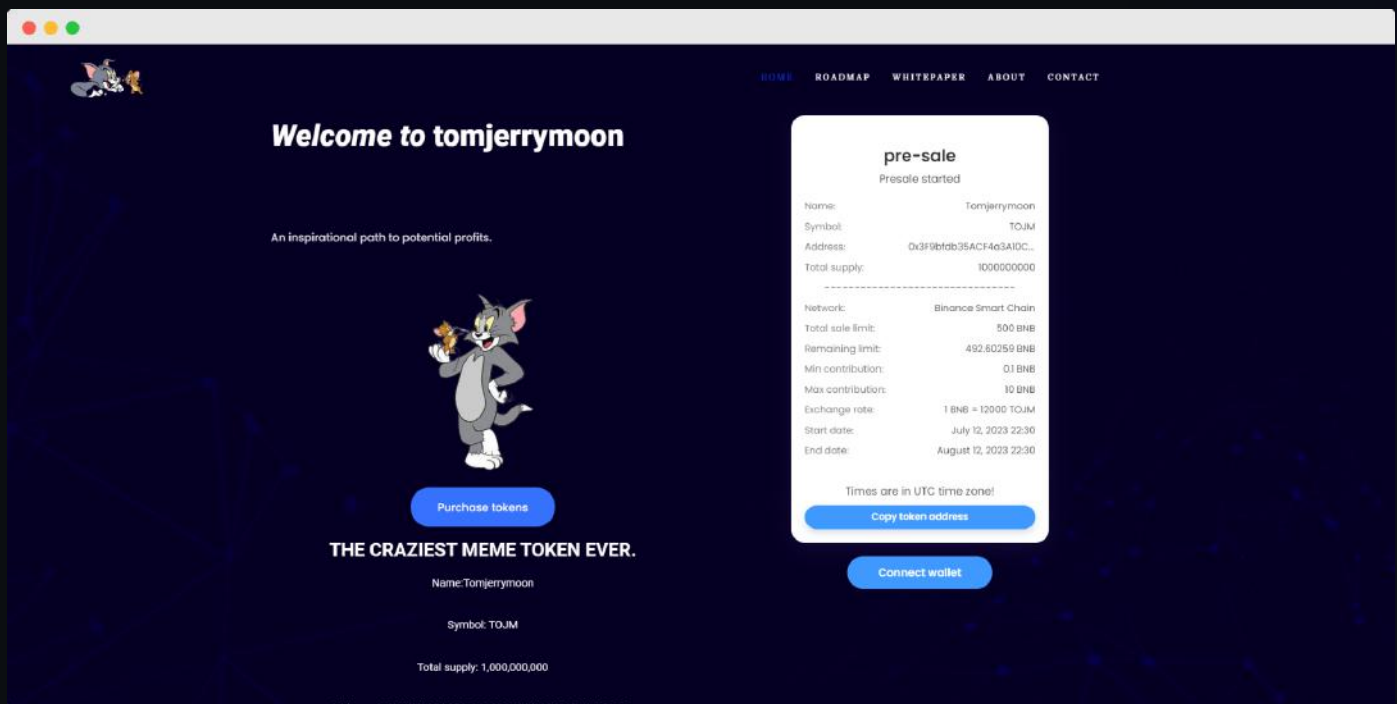 HOME ROADMAP WHITEPAPER ABOUT CONTACT
Welcome to tomjerrymoon
An inspirational path to potential profits.
Purchase tokens
THE CRAZIEST MEME TOKEN EVER.
Name:Tomjerrymoon
Symbol: TOJM
Total supply: 1,000,000,000
pre-sale
Presale started
Name: Tomjerrymoon
Symbol: TOJM
Address: 0x3F9bfdb35ACF4a3A10C...
Total supply: 1000000000
--------------------------------
Network: Binance Smart Chain
Total sale limit: 500 BNB
Remaining limit: 492.60259 BNB
Min contribution: 0.1 BNB
Max contribution: 10 BNB
Exchange rate: 1 BNB = 12000 TOJM
Start date: July 12, 2023 22:30
End date: August 12, 2023 22:30
Times are in UTC time zone!
Copy token address
Connect wallet